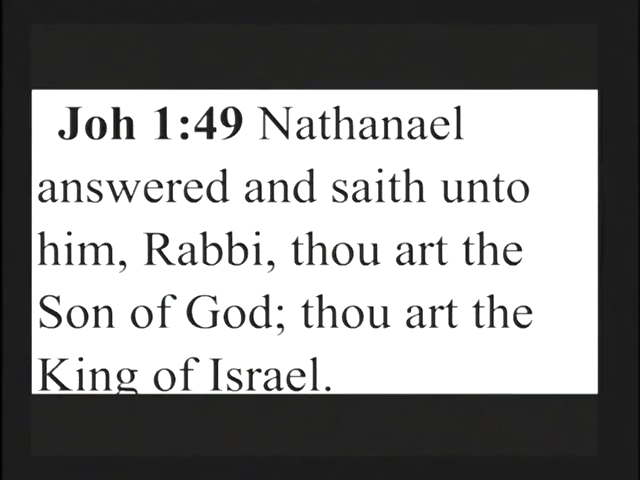 Joh 1:49 Nathanael
answered and saith unto
him, Rabbi, thou art the
Son of God; thou art the
King of Israel.